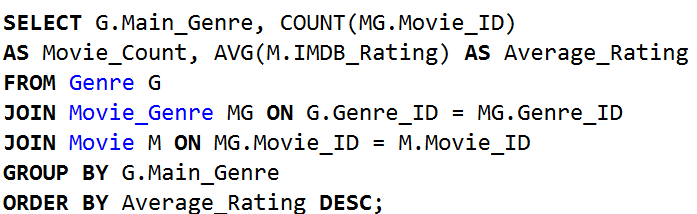 SELECT G.Main_Genre, COUNT(MG.Movie_ID)
AS Movie_Count, AVG(M.IMDB_Rating) AS Average_Rating
FROM Genre G
JOIN Movie_Genre MG ON G.Genre_ID = MG.Genre_ID
JOIN Movie M ON MG.Movie_ID = M.Movie_ID
GROUP BY G.Main_Genre
ORDER BY Average_Rating DESC;